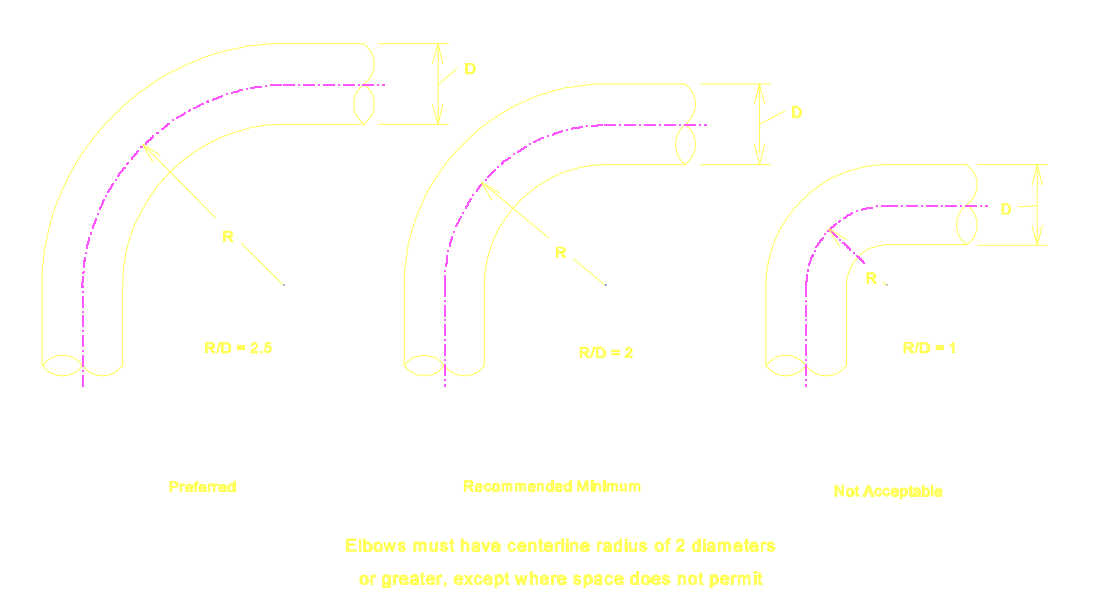 D
D
D
R
R
R
R/D = 2.5
R/D = 2
R/D = 1
Preferred
Recommended Minimum
Not Acceptable
Elbows must have centerline radius of 2 diameters
or greater, except where space does not permit